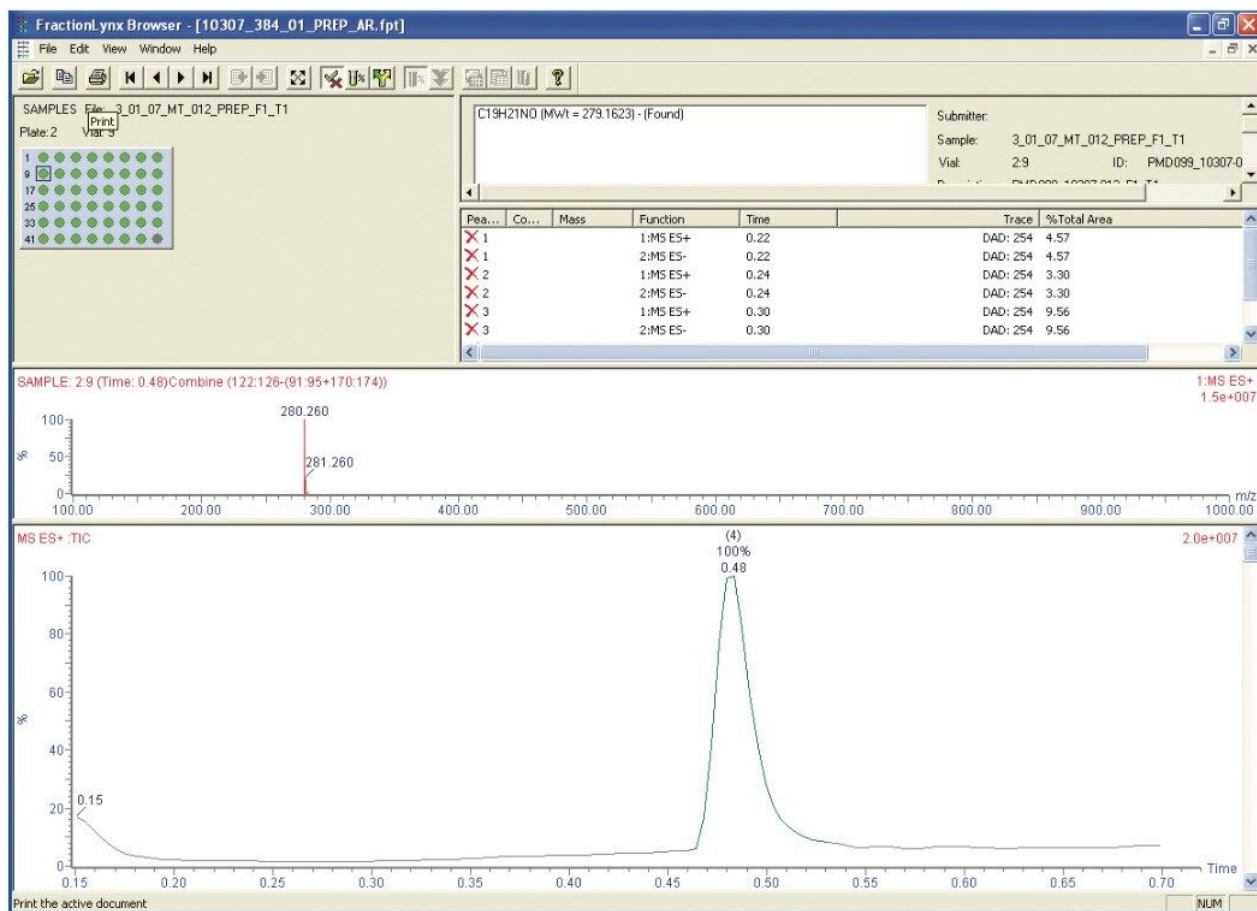 FractionLynx Browser - [10307_384_01_PREP_AR.fpt]
File Edit View Window Help
SAMPLES File: 3_01_07_MT_012_PREP_F1_T1
Print
Plate:2
1
9
17
25
33
41
C19H21NO (MWt = 279.1623) - (Found)
Submitter:
Sample: 3_01_07_MT_012_PREP_F1_T1
Vial: 2:9 ID: PMD099_10307-0
Pea... Co... Mass Function Time Trace %Total Area
1 1:MS ES+ 0.22 DAD: 254 4.57
1 2:MS ES- 0.22 DAD: 254 4.57
2 1:MS ES+ 0.24 DAD: 254 3.30
2 2:MS ES- 0.24 DAD: 254 3.30
3 1:MS ES+ 0.30 DAD: 254 9.56
3 2:MS ES- 0.30 DAD: 254 9.56
SAMPLE: 2:9 (Time: 0.48)Combine (122:126-(91:95+170:174)) 1:MS ES+
1.5e+007
280.260
100
281.260
% 50
0
100.00 200.00 300.00 400.00 500.00 600.00 700.00 800.00 900.00 1000.00 m/z
MS ES+ :TIC 2.0e+007
(4)
100%
0.48
100
80
60
%
40
20
0.15
0
0.15 0.20 0.25 0.30 0.35 0.40 0.45 0.50 0.55 0.60 0.65 0.70 Time
Print the active document NUM